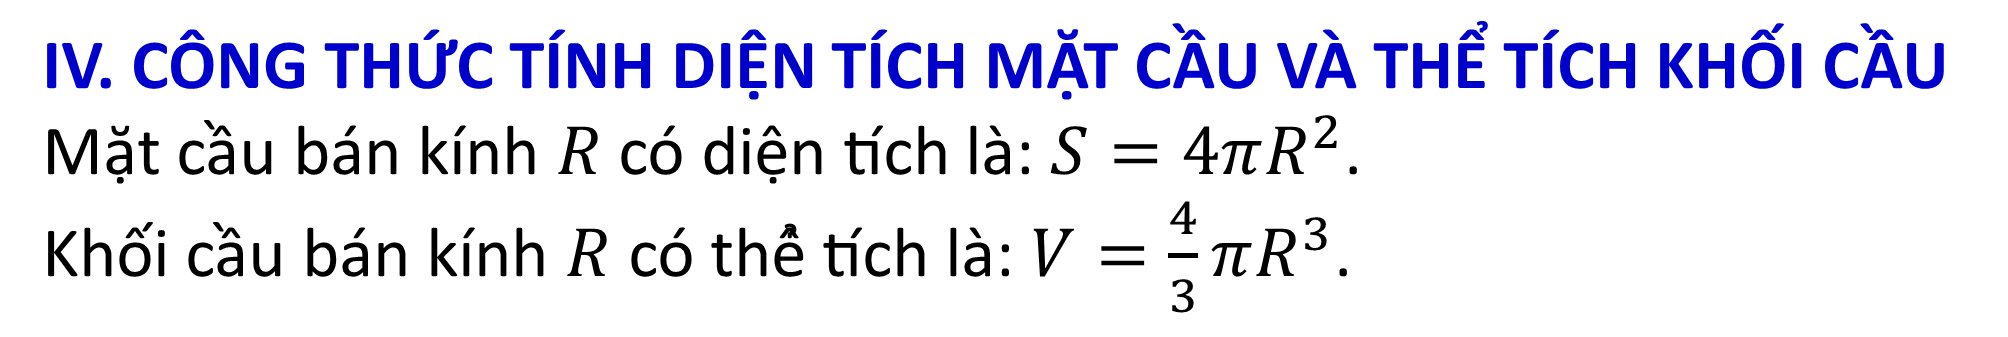 IV. CÔNG THỨC TÍNH DIỆN TÍCH MẶT CẦU VÀ THỂ TÍCH KHỐI CẦU
Mặt cầu bán kính R có diện tích là: S = 4πR².
Khối cầu bán kính R có thể tích là: V = 4/3 πR³.